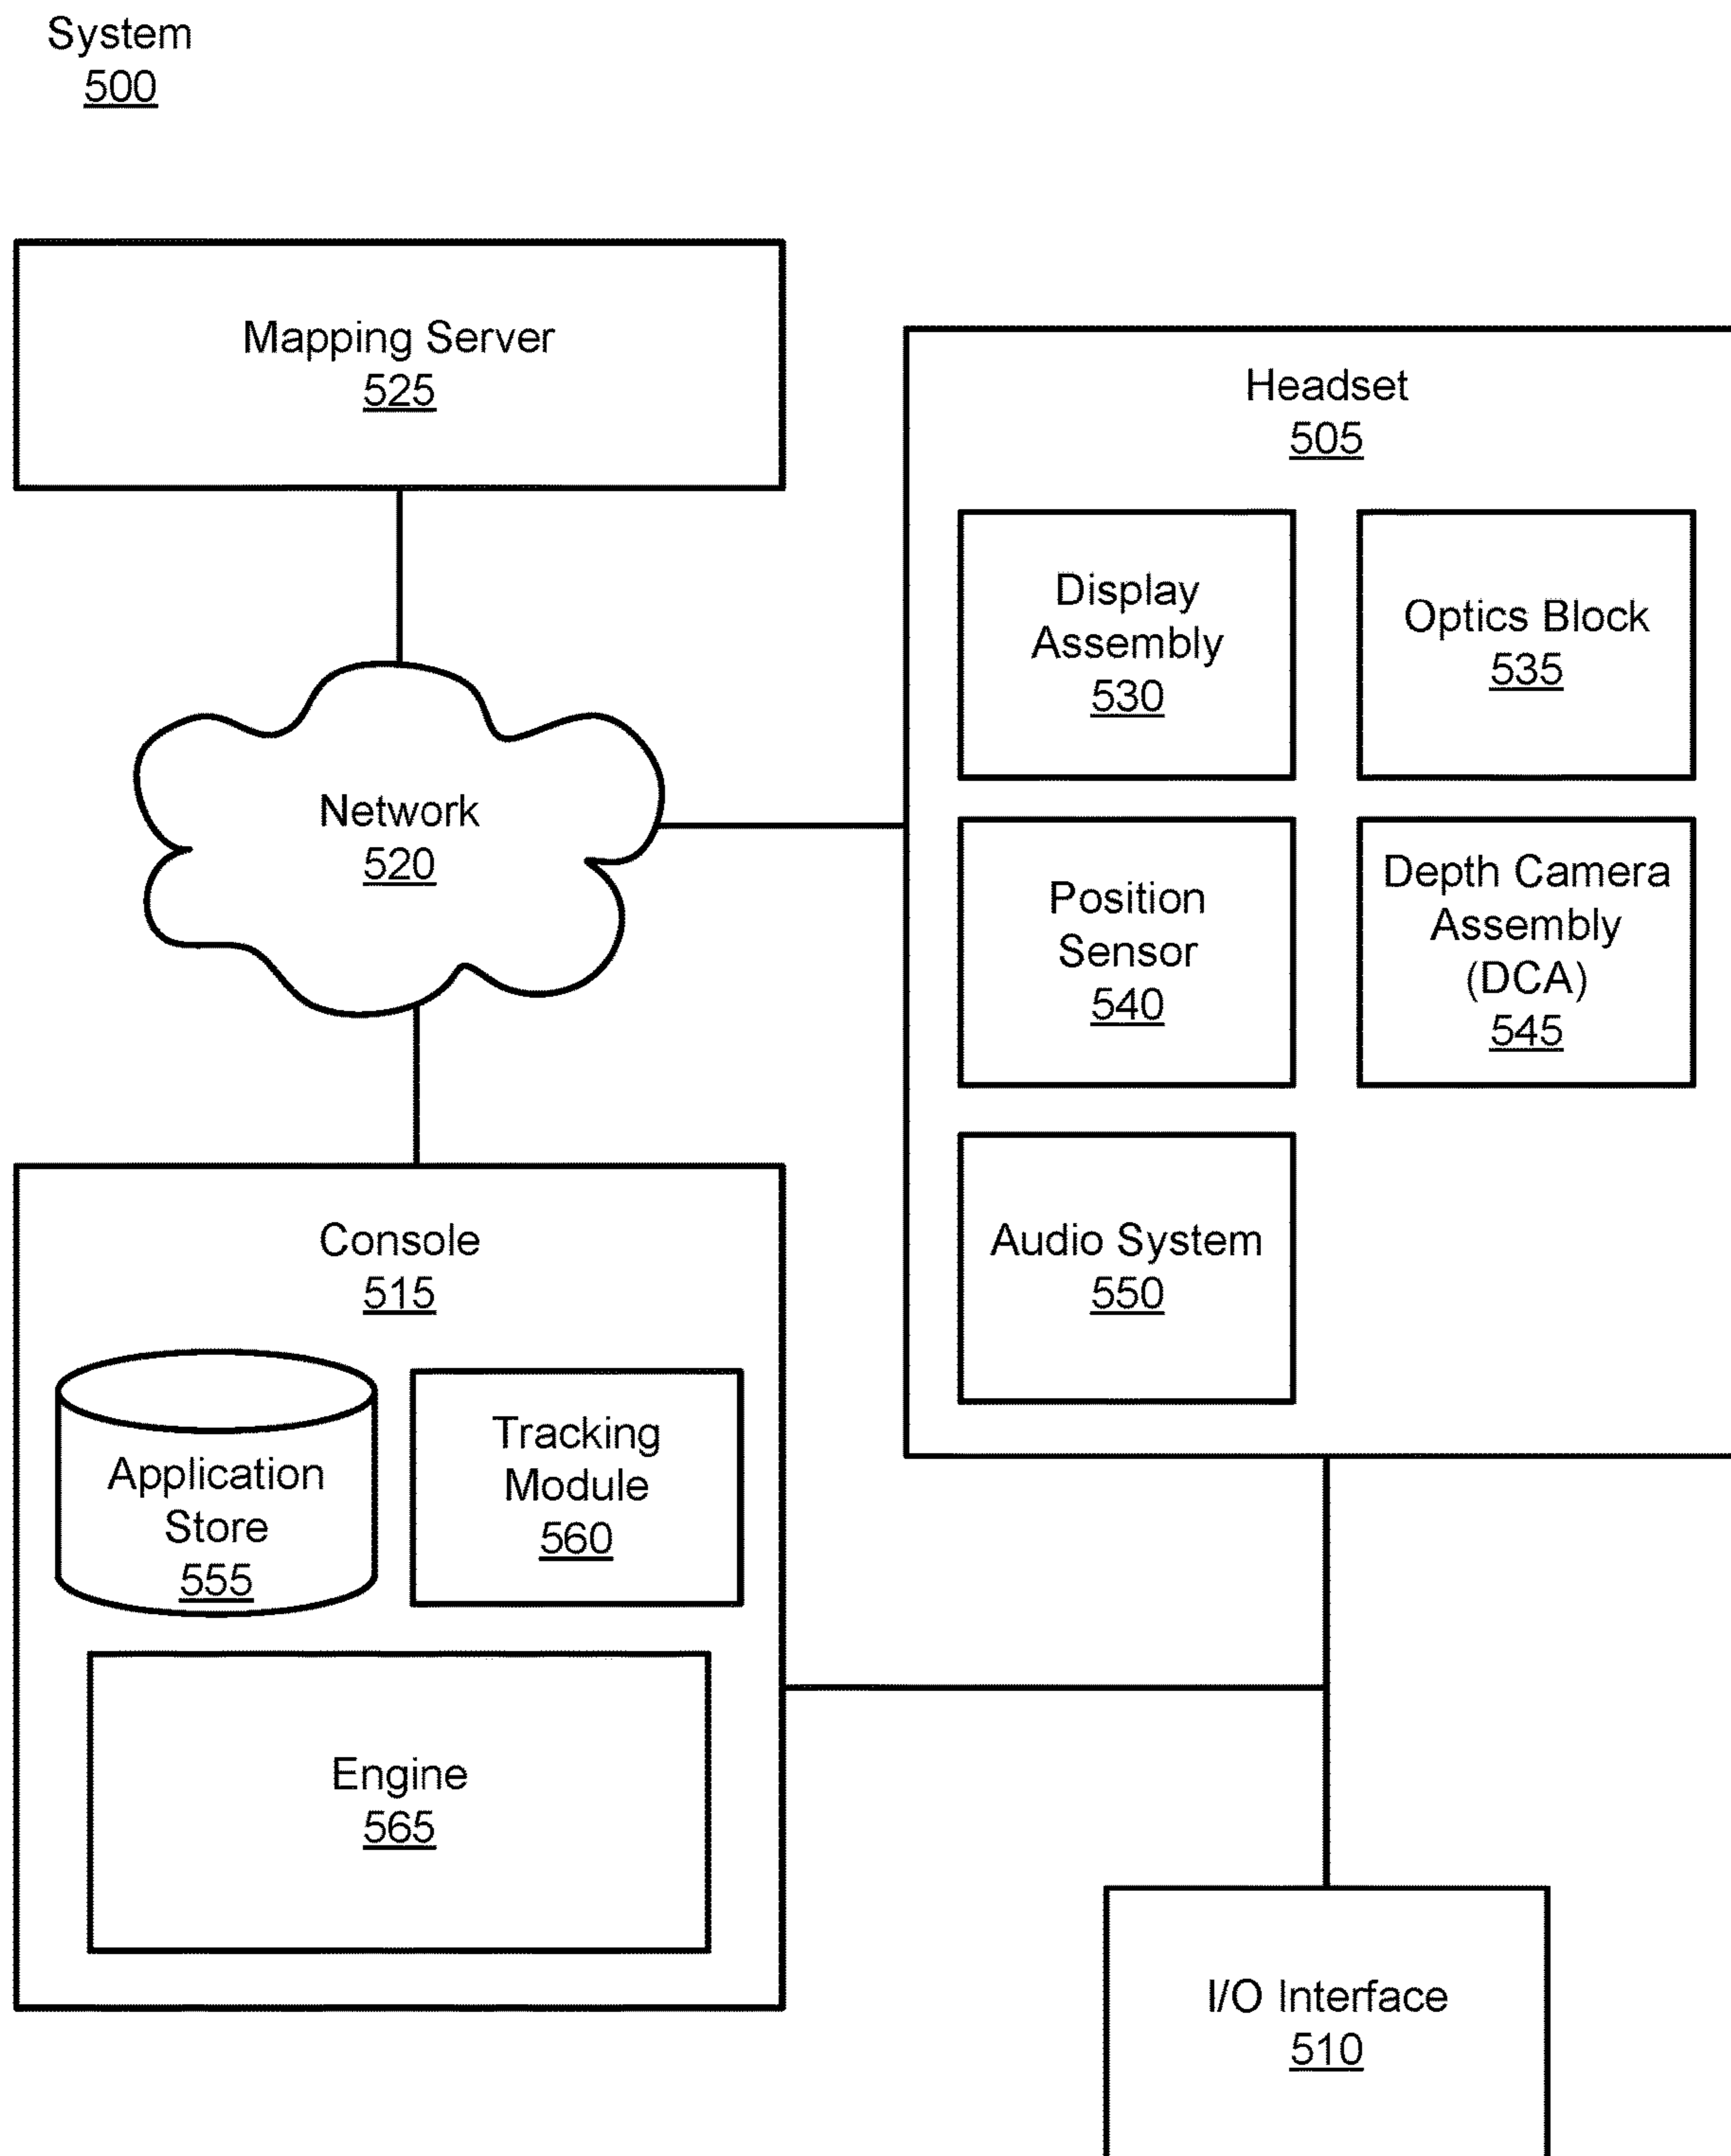 System
500
Mapping Server
525
Network
520
Headset
505
Display
Assembly
530
Optics Block
535
Position
Sensor
540
Depth Camera
Assembly
(DCA)
545
Audio System
550
Console
515
Application
Store
555
Tracking
Module
560
Engine
565
I/O Interface
510